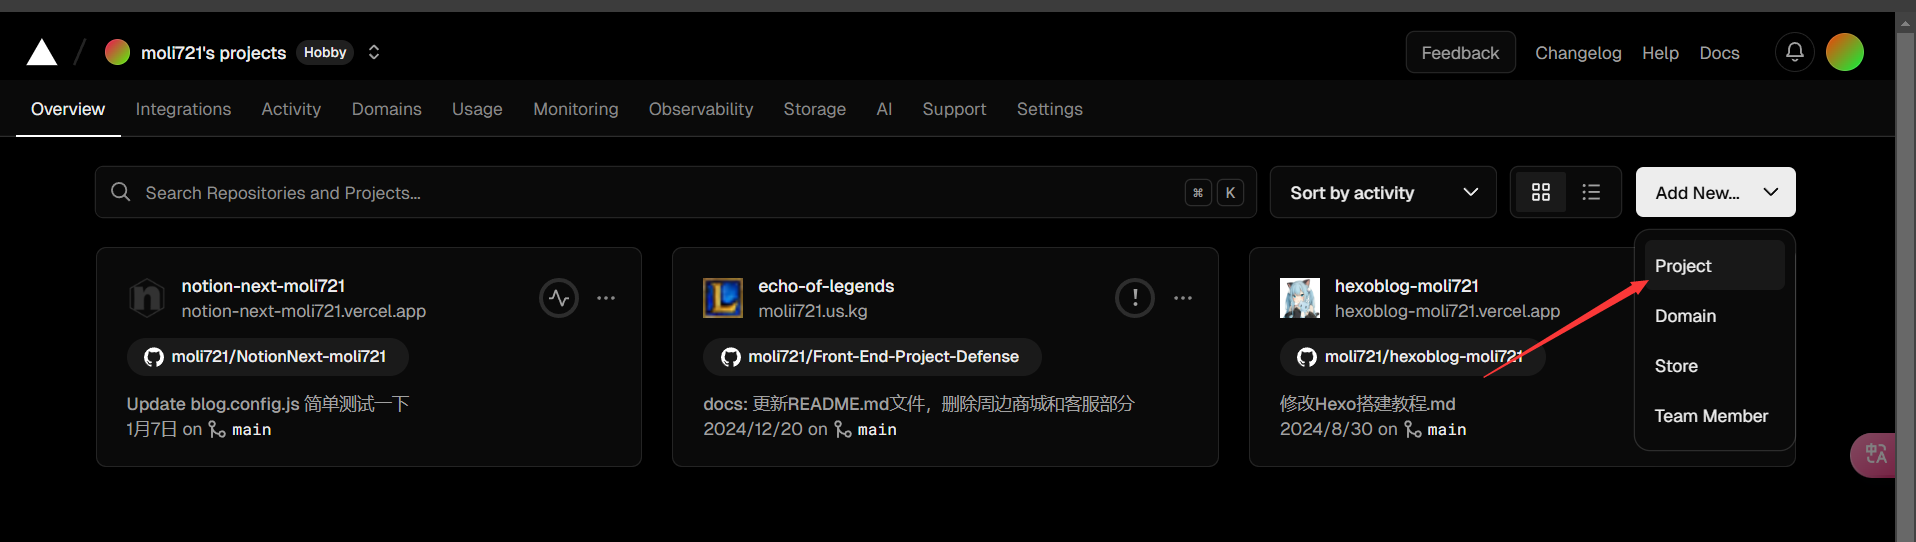 moli721's projects Hobby Feedback Changelog Help Docs
Overview Integrations Activity Domains Usage Monitoring Observability Storage AI Support Settings
Search Repositories and Projects... ⌘ K Sort by activity Add New...
Project
Domain
Store
Team Member
notion-next-moli721
notion-next-moli721.vercel.app
moli721/NotionNext-moli721
Update blog.config.js 简单测试一下
1月7日 on main
echo-of-legends
molii721.us.kg
moli721/Front-End-Project-Defense
docs: 更新README.md文件，删除周边商城和客服部分
2024/12/20 on main
hexoblog-moli721
hexoblog-moli721.vercel.app
moli721/hexoblog-moli721
修改Hexo搭建教程.md
2024/8/30 on main
中 A